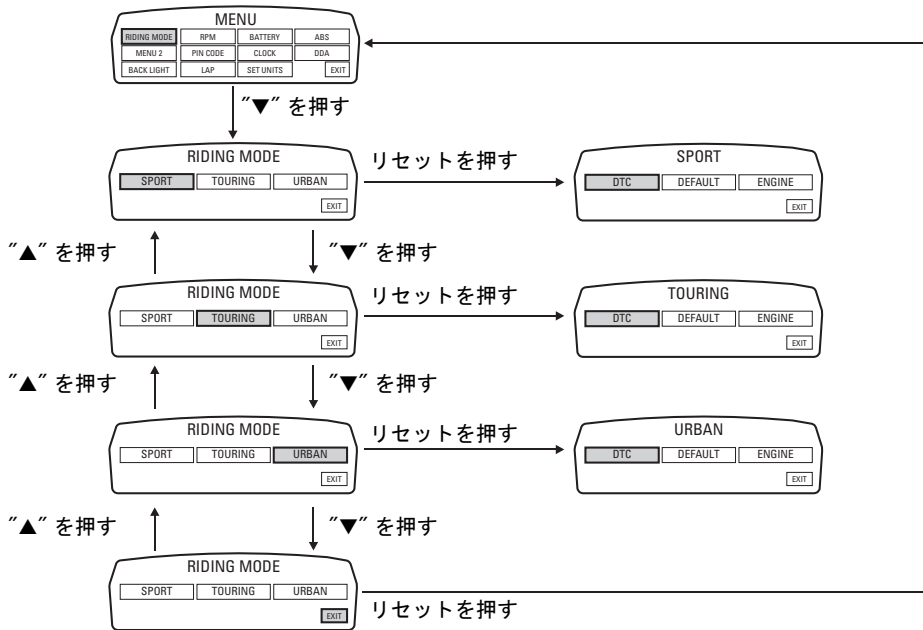 MENU
RIDING MODE RPM BATTERY ABS
MENU 2 PIN CODE CLOCK DDA
BACK LIGHT LAP SET UNITS EXIT
"▼" を押す
RIDING MODE
SPORT TOURING URBAN
EXIT
リセットを押す
SPORT
DTC DEFAULT ENGINE
EXIT
"▲" を押す
"▼" を押す
RIDING MODE
SPORT TOURING URBAN
EXIT
リセットを押す
TOURING
DTC DEFAULT ENGINE
EXIT
"▲" を押す
"▼" を押す
RIDING MODE
SPORT TOURING URBAN
EXIT
リセットを押す
URBAN
DTC DEFAULT ENGINE
EXIT
"▲" を押す
"▼" を押す
RIDING MODE
SPORT TOURING URBAN
EXIT
リセットを押す